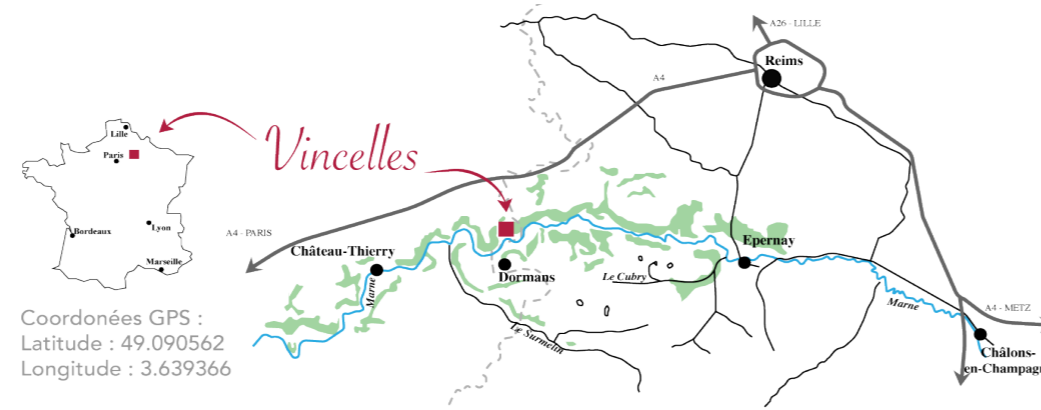 A26 - LILLE
Reims
A4
Lille
Paris
Vincelles
Bordeaux
Lyon
Marseille
A4 - PARIS
Château-Thierry
Marne
Dormans
Epernay
Le Cubry
Le Surmelin
Marne
A4 - METZ
Châlons-
en-Champagn
Coordonées GPS :
Latitude : 49.090562
Longitude : 3.639366